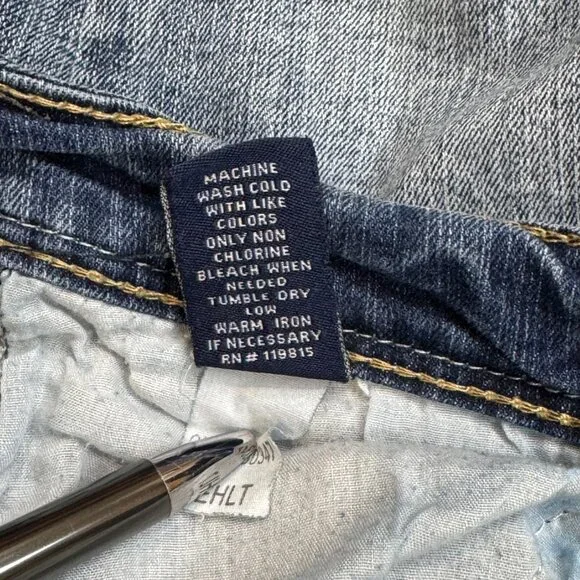 MACHINE
WASH COLD
WITH LIKE
COLORS
ONLY NON
CHLORINE
BLEACH WHEN
NEEDED
TUMBLE DRY
LOW
WARM IRON
IF NECESSARY
RN# 119815